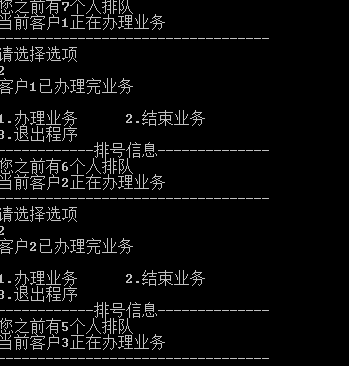 您之前有7个人排队
当前客户1正在办理业务
----------------------------------
请选择选项
2
客户1已办理完业务
1.办理业务 2.结束业务
3.退出程序
------------排号信息--------------
您之前有6个人排队
当前客户2正在办理业务
----------------------------------
请选择选项
2
客户2已办理完业务
1.办理业务 2.结束业务
3.退出程序
------------排号信息--------------
您之前有5个人排队
当前客户3正在办理业务
----------------------------------